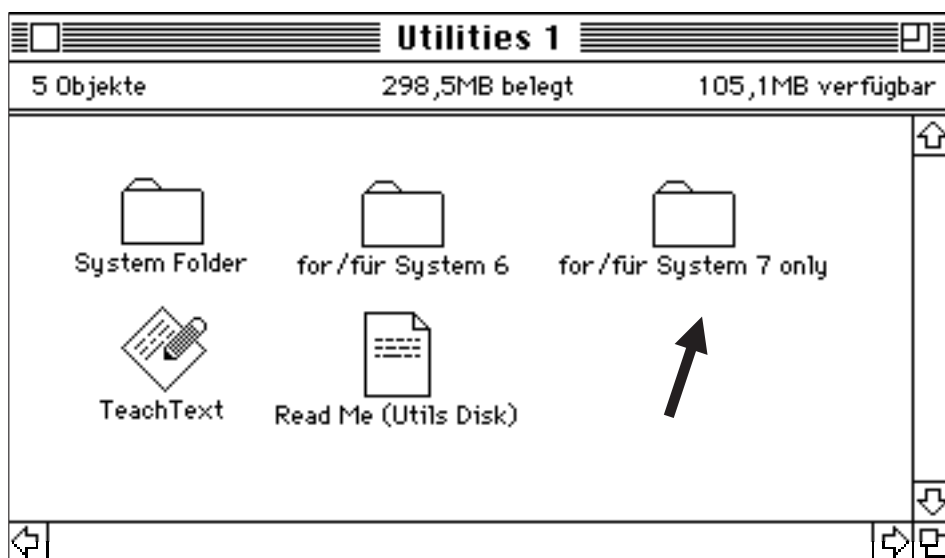 Utilities 1
5 Objekte 298,5MB belegt 105,1MB verfügbar
System Folder for/für System 6 for/für System 7 only
TeachText Read Me (Utils Disk)